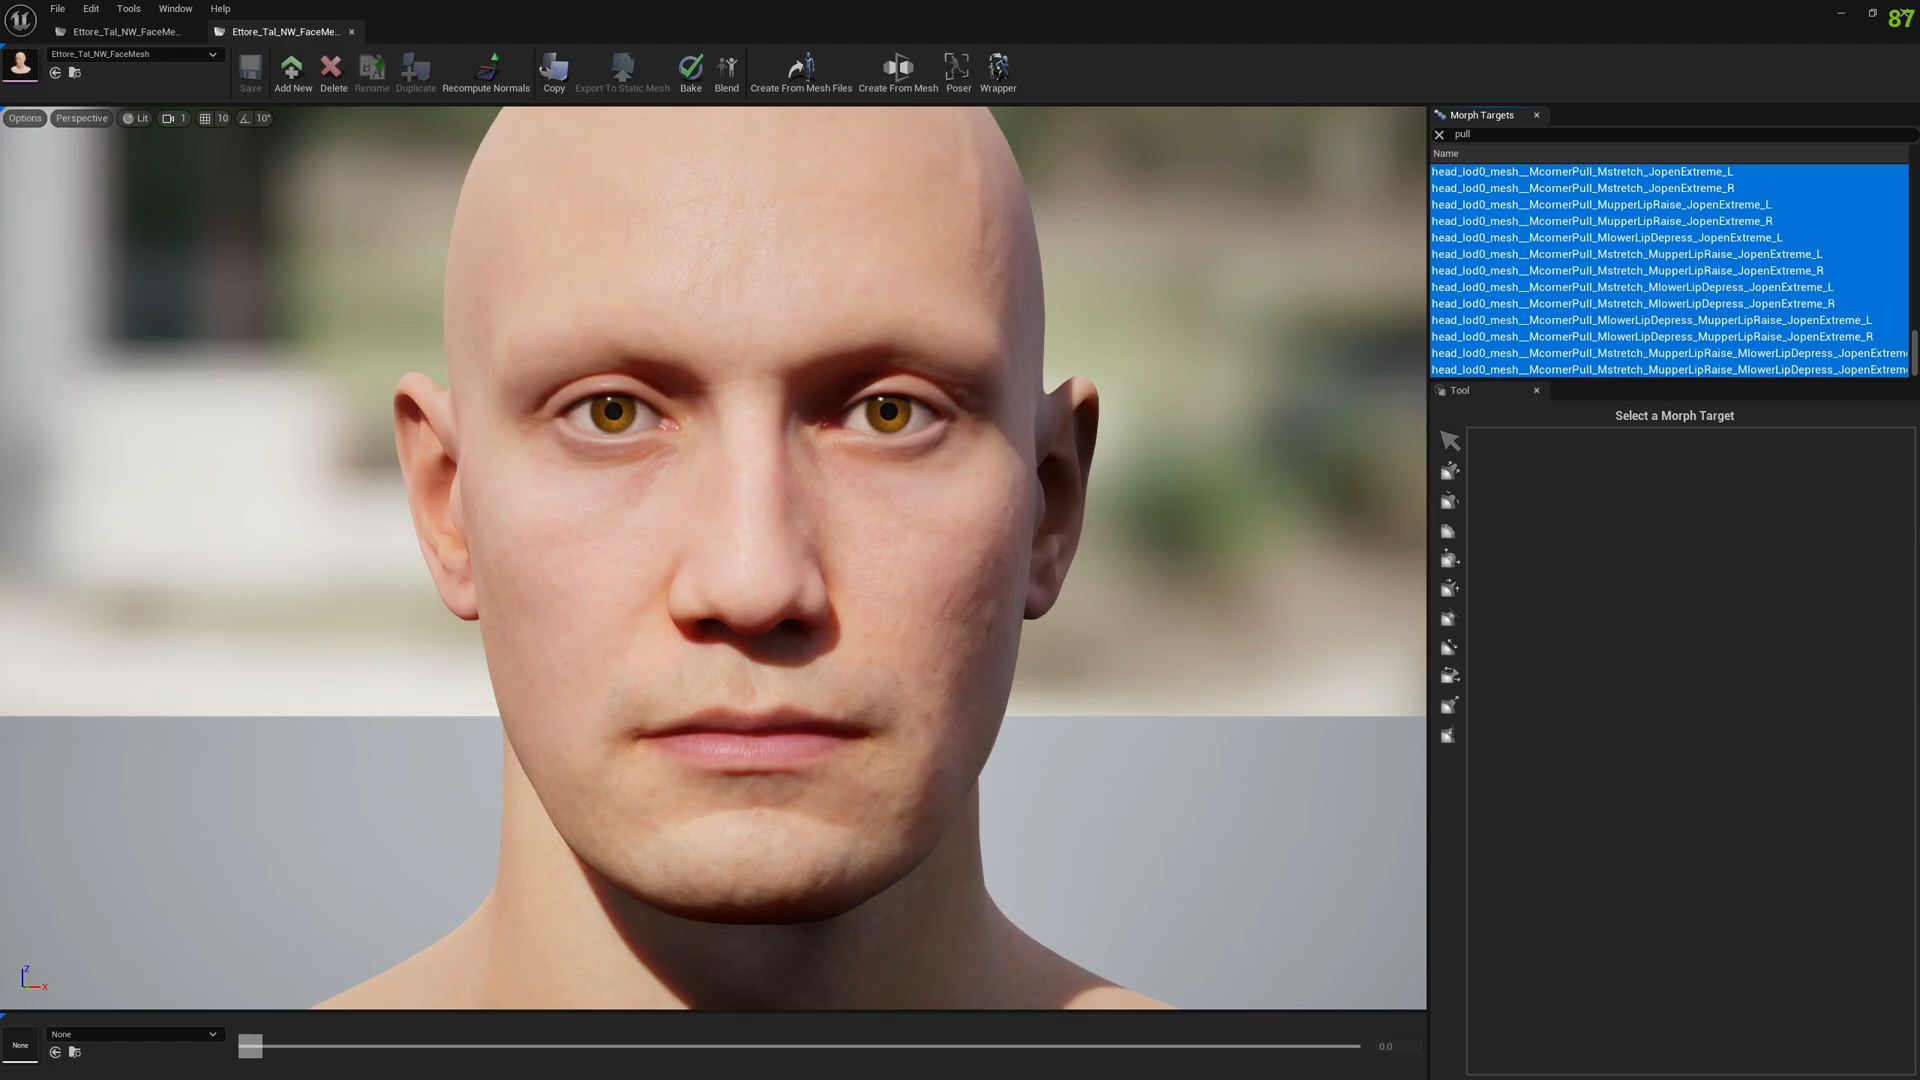 File Edit Tools Window Help
87
Ettore_Tal_NW_FaceMe...
Ettore_Tal_NW_FaceMe...
Ettore_Tal_NW_FaceMesh
Save Add New Delete Rename Duplicate Recompute Normals Copy Export To Static Mesh Bake Blend Create From Mesh Files Create From Mesh Poser Wrapper
Options Perspective Lit 1 10 10°
Morph Targets
pull
Name
head_lod0_mesh__McornerPull_Mstretch_JopenExtreme_L
head_lod0_mesh__McornerPull_Mstretch_JopenExtreme_R
head_lod0_mesh__McornerPull_MupperLipRaise_JopenExtreme_L
head_lod0_mesh__McornerPull_MupperLipRaise_JopenExtreme_R
head_lod0_mesh__McornerPull_MlowerLipDepress_JopenExtreme_L
head_lod0_mesh__McornerPull_Mstretch_MupperLipRaise_JopenExtreme_L
head_lod0_mesh__McornerPull_Mstretch_MupperLipRaise_JopenExtreme_R
head_lod0_mesh__McornerPull_Mstretch_MlowerLipDepress_JopenExtreme_L
head_lod0_mesh__McornerPull_Mstretch_MlowerLipDepress_JopenExtreme_R
head_lod0_mesh__McornerPull_MlowerLipDepress_MupperLipRaise_JopenExtreme_L
head_lod0_mesh__McornerPull_MlowerLipDepress_MupperLipRaise_JopenExtreme_R
head_lod0_mesh__McornerPull_Mstretch_MupperLipRaise_MlowerLipDepress_JopenExtrem
head_lod0_mesh__McornerPull_Mstretch_MupperLipRaise_MlowerLipDepress_JopenExtrem
Tool
Select a Morph Target
Z
X
None
None
0.0